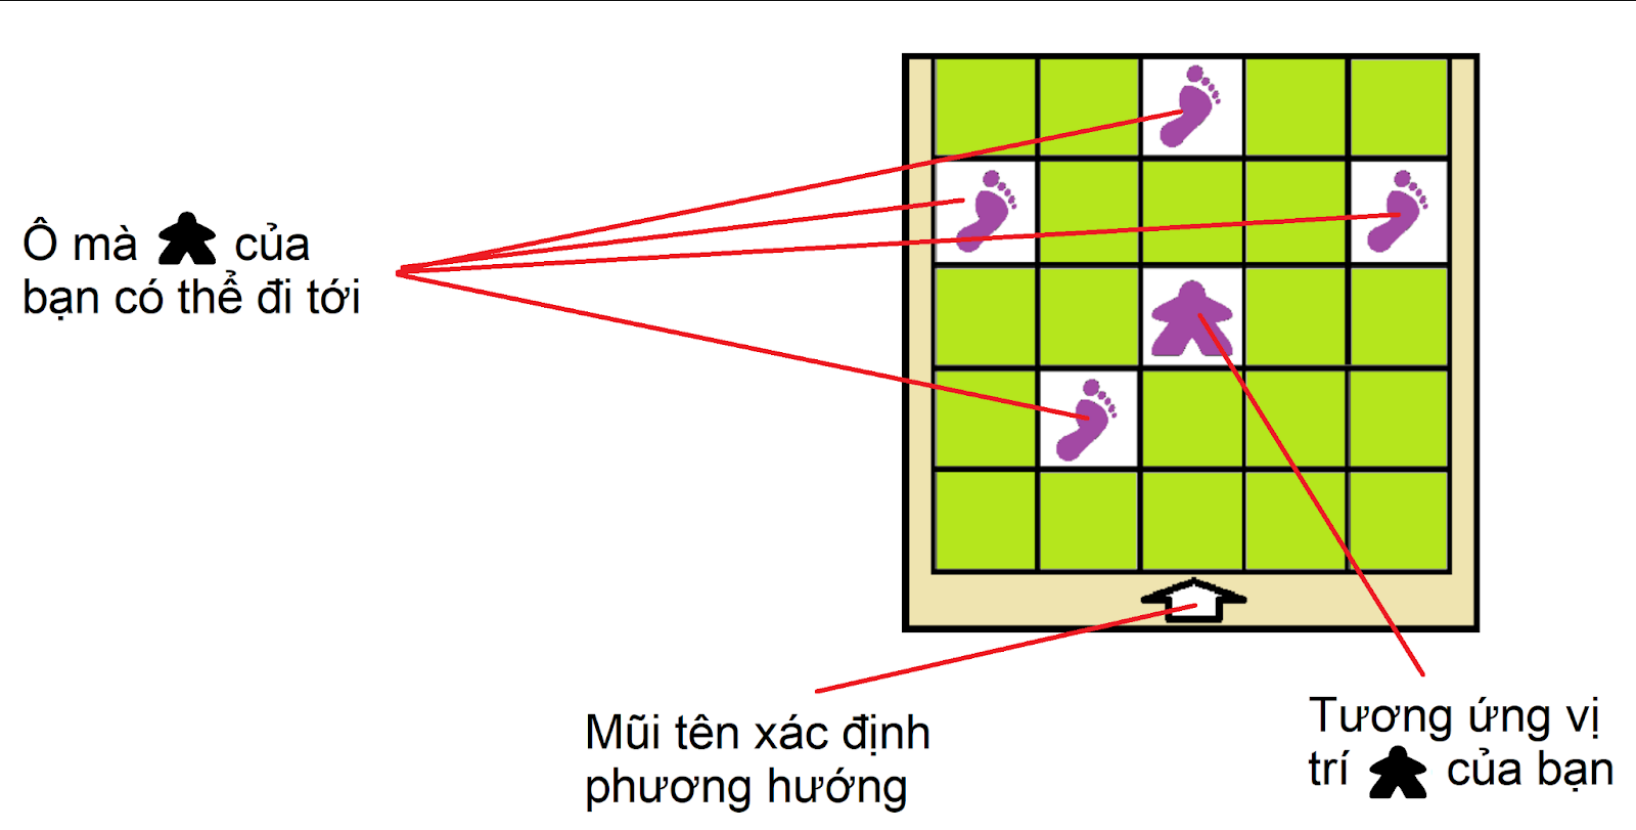 Ô mà của
bạn có thể đi tới
Mũi tên xác định
phương hướng
Tương ứng vị
trí của bạn